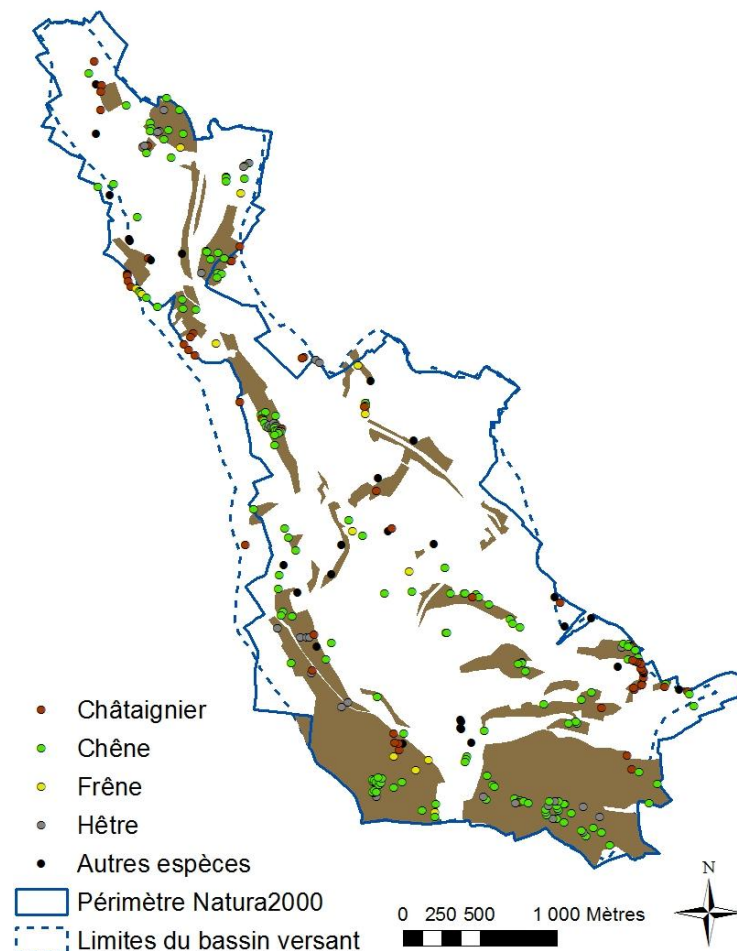 Châtaignier
Chêne
Frêne
Hêtre
Autres espèces
Périmètre Natura2000
Limites du bassin versant
N
0 250 500 1 000 Mètres